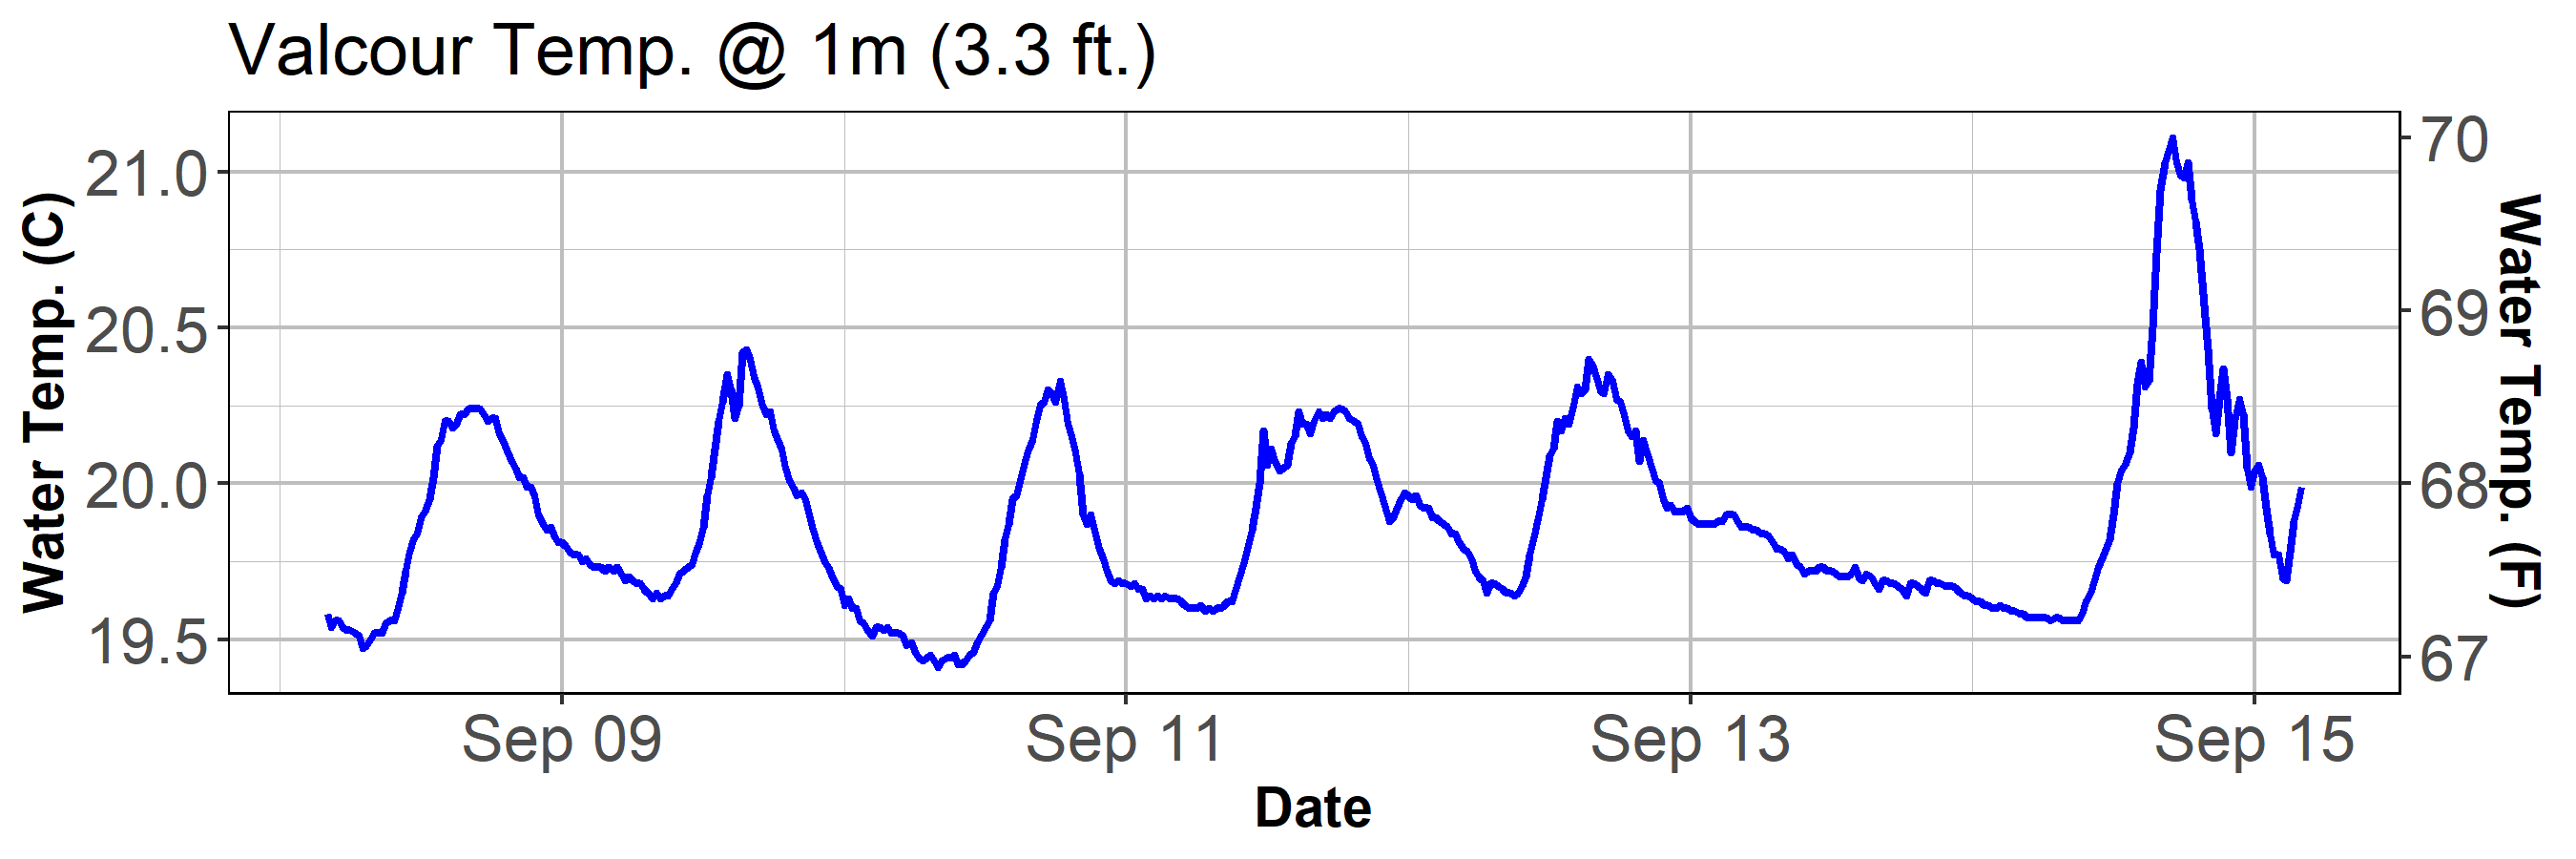 Valcour Temp. @ 1m (3.3 ft.)
Water Temp. (C)
21.0
20.5
20.0
19.5
70
69
68
67
Water Temp. (F)
Sep 09
Sep 11
Sep 13
Sep 15
Date